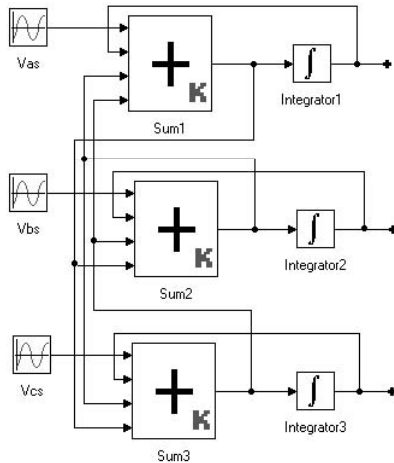 Vas
K
Sum1
Integrator1
Vbs
K
Sum2
Integrator2
Vcs
K
Sum3
Integrator3